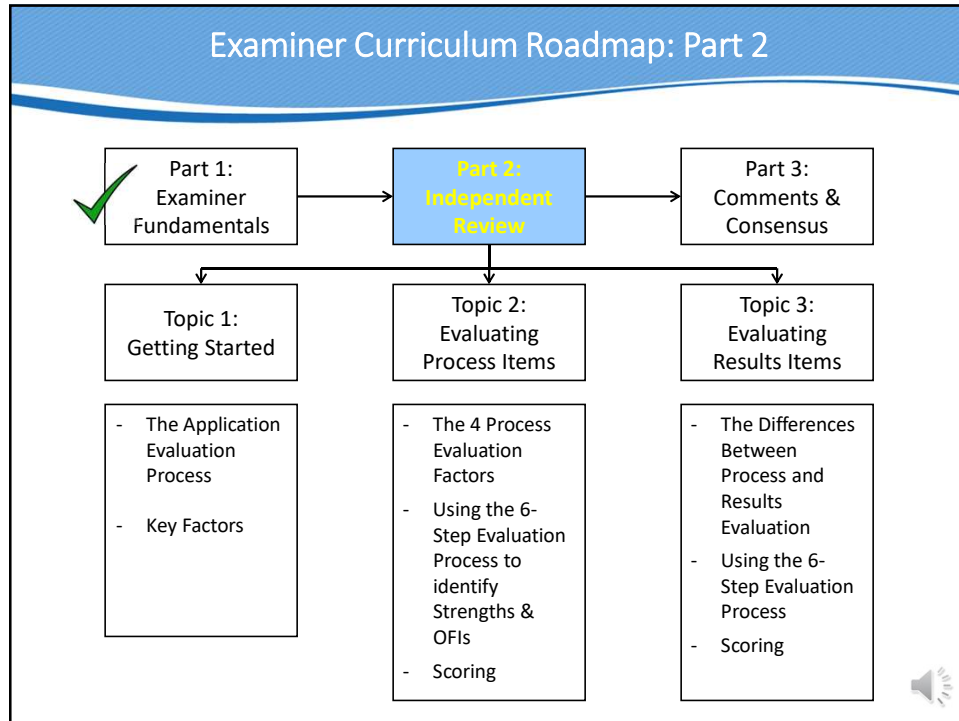 Examiner Curriculum Roadmap: Part 2
Part 1:
Examiner
Fundamentals
Part 2:
Independent
Review
Part 3:
Comments &
Consensus
Topic 1:
Getting Started
Topic 2:
Evaluating
Process Items
Topic 3:
Evaluating
Results Items
- The Application
Evaluation
Process
- Key Factors
- The 4 Process
Evaluation
Factors
- Using the 6-
Step Evaluation
Process to
identify
Strengths &
OFIs
- Scoring
- The Differences
Between
Process and
Results
Evaluation
- Using the 6-
Step Evaluation
Process
- Scoring